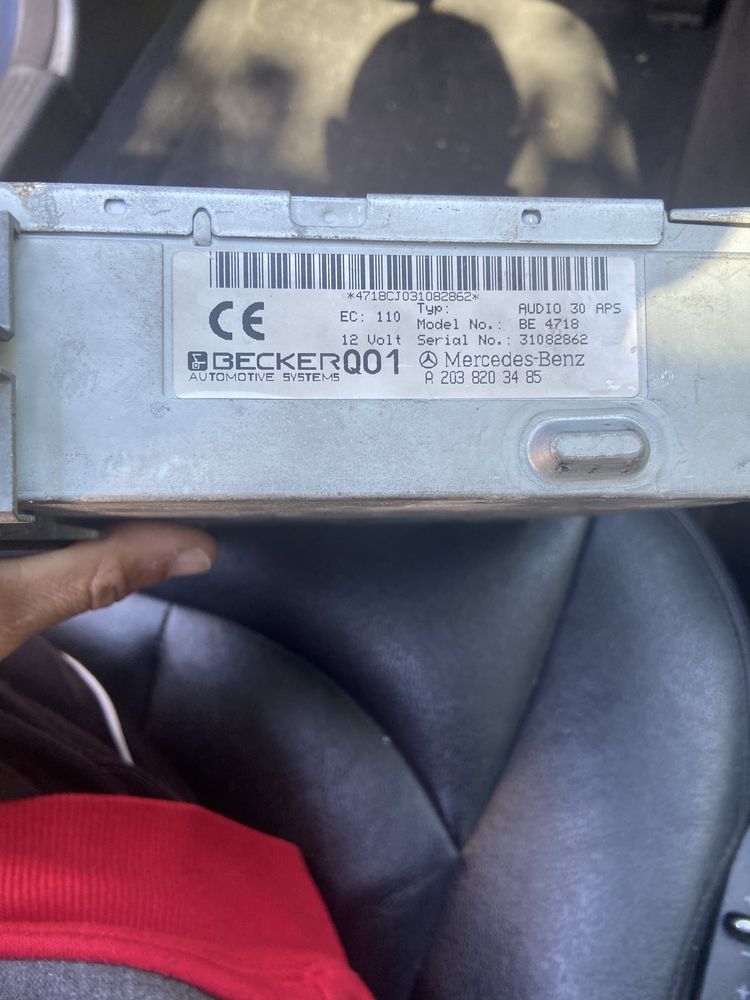 *4718CJ031082862*
CE
EC: 110
12 Volt
Typ: AUDIO 30 APS
Model No.: BE 4718
Serial No.: 31082862
BECKER Q01
AUTOMOTIVE SYSTEMS
Mercedes-Benz
A 203 820 34 85